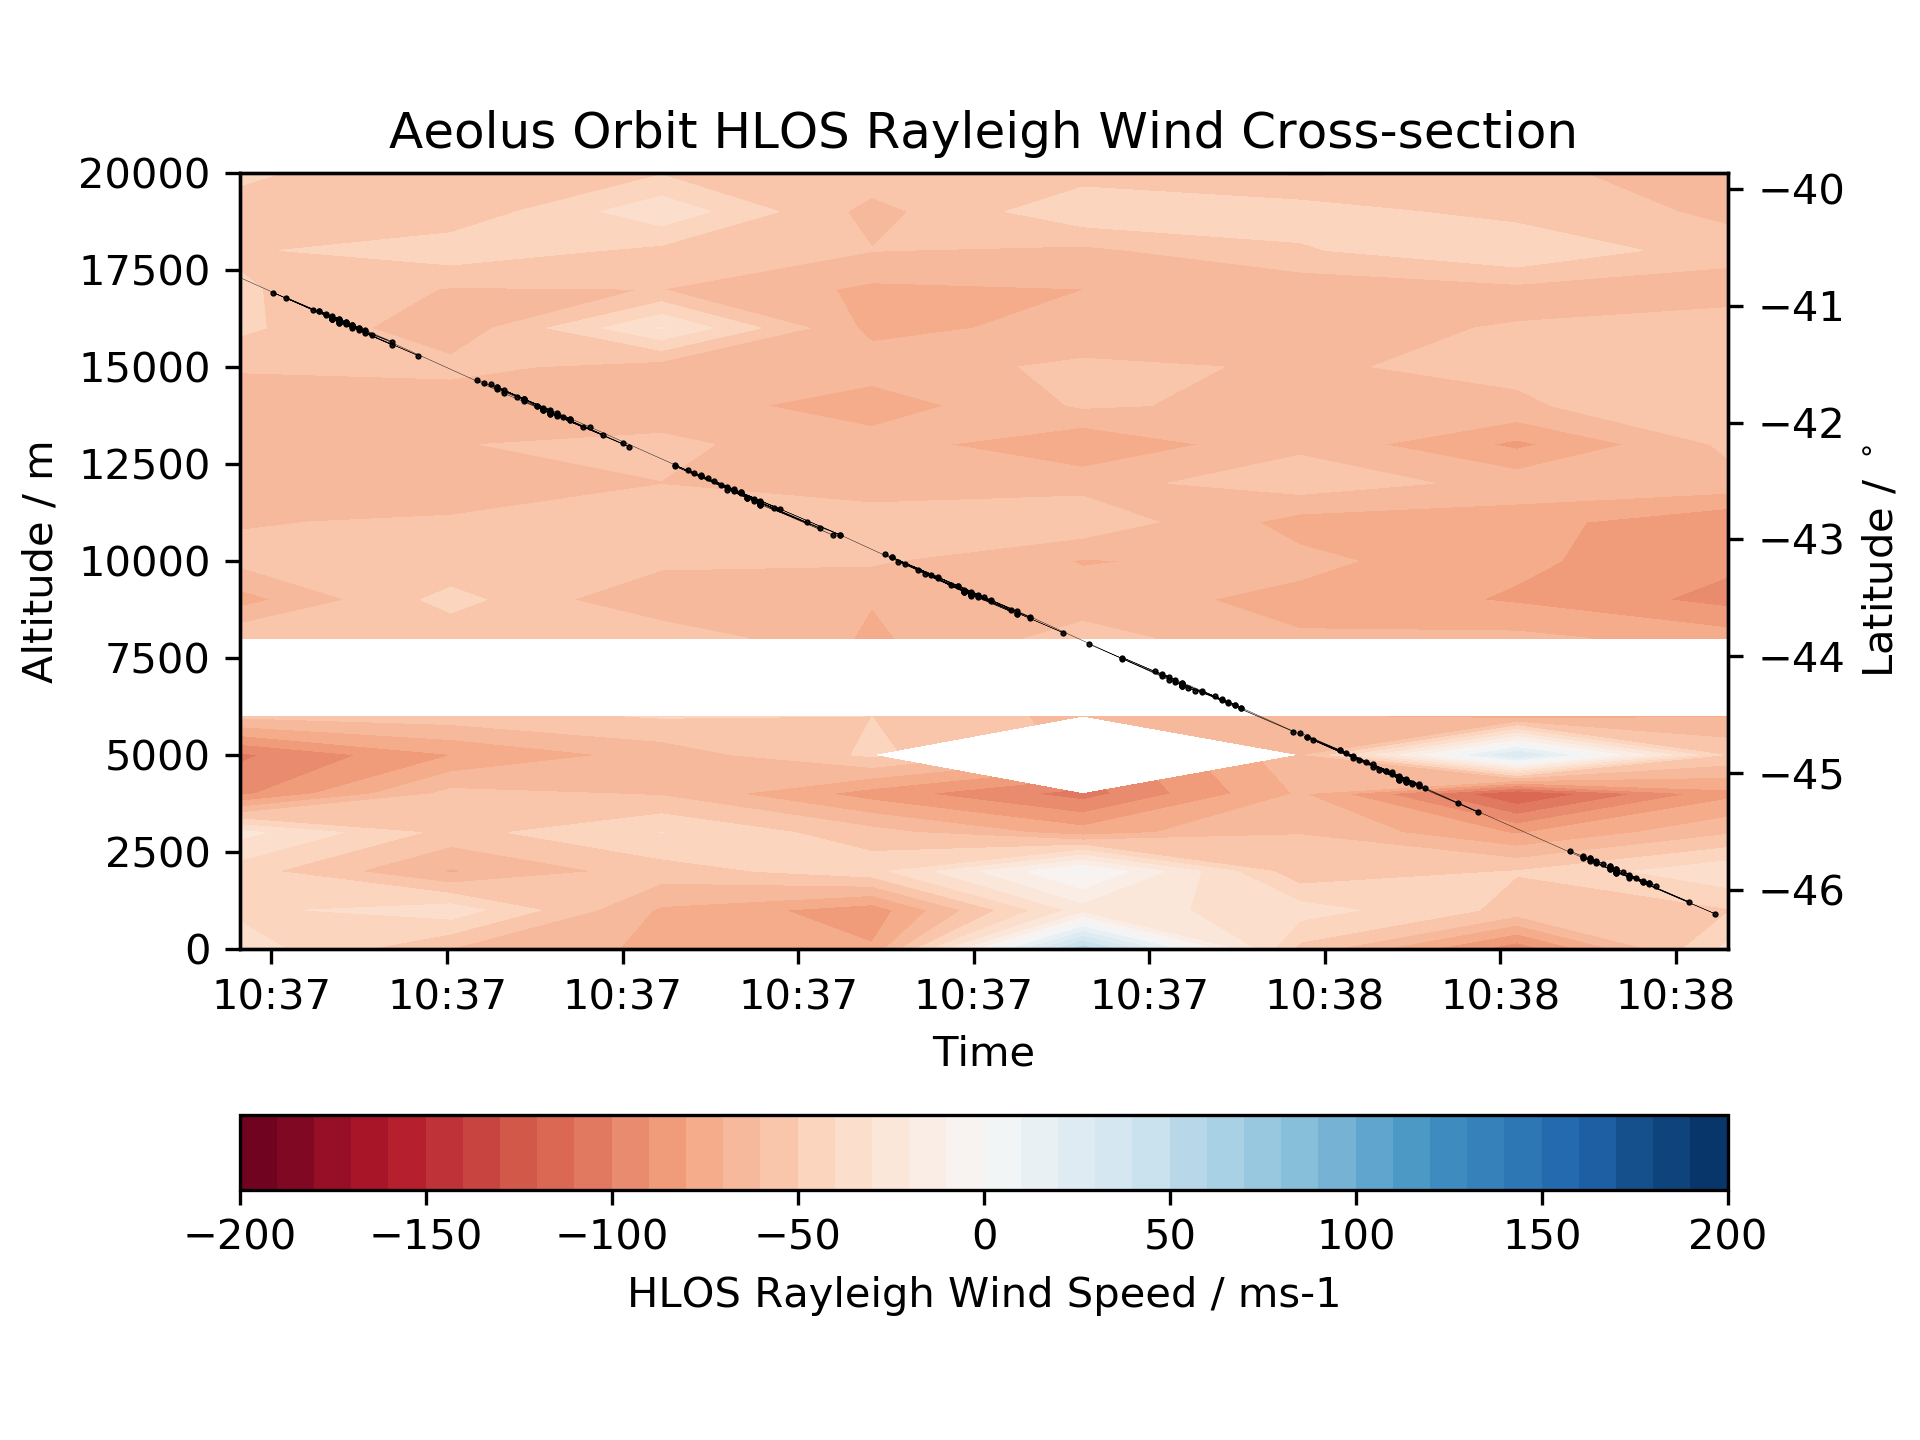 Aeolus Orbit HLOS Rayleigh Wind Cross-section
20000
17500
15000
12500
10000
7500
5000
2500
0
Altitude / m
−40
−41
−42
−43
−44
−45
−46
Latitude / °
10:37 10:37 10:37 10:37 10:37 10:37 10:38 10:38 10:38
Time
−200 −150 −100 −50 0 50 100 150 200
HLOS Rayleigh Wind Speed / ms-1